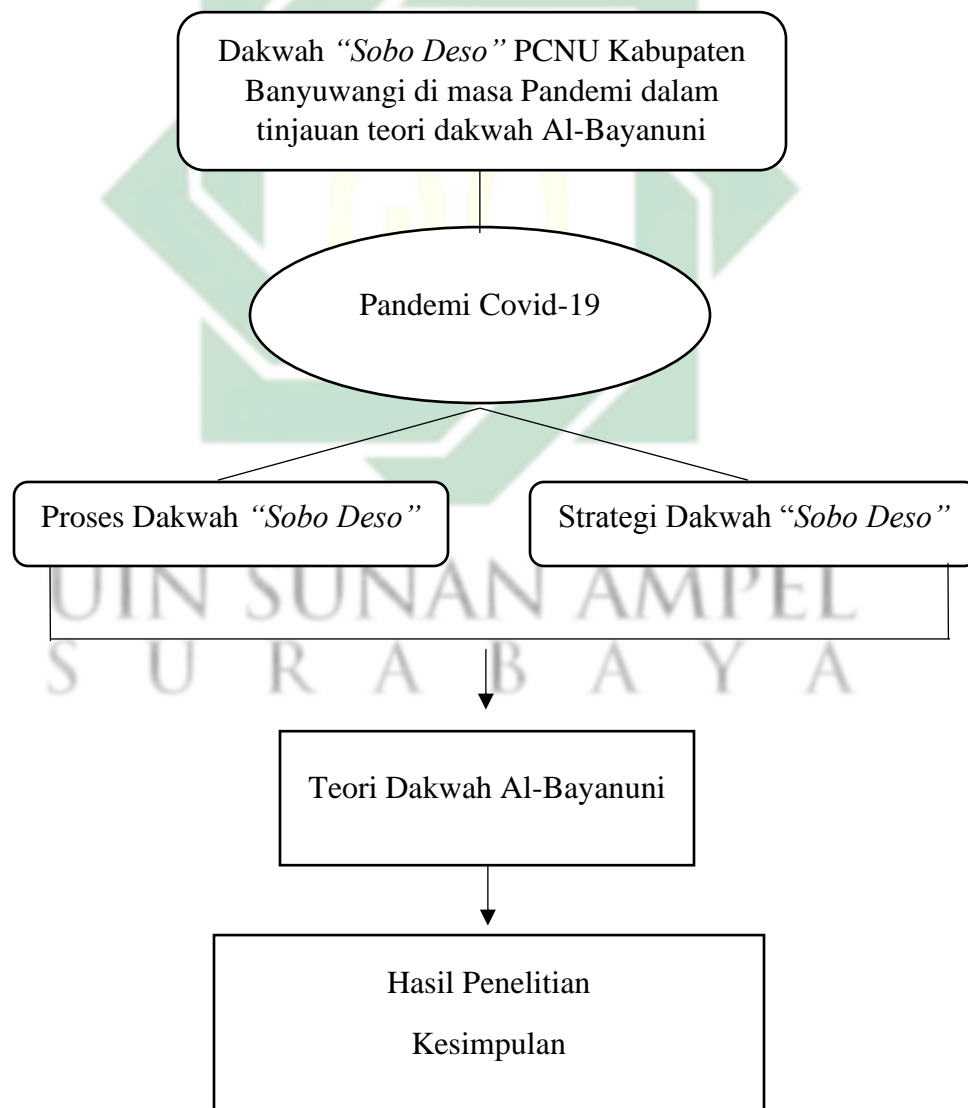 Dakwah “Sobo Deso” PCNU Kabupaten
Banyuwangi di masa Pandemi dalam
tinjauan teori dakwah Al-Bayanuni
Pandemi Covid-19
Proses Dakwah “Sobo Deso”
Strategi Dakwah “Sobo Deso”
UIN SUNAN AMPEL
S U R A B A Y A
Teori Dakwah Al-Bayanuni
Hasil Penelitian
Kesimpulan